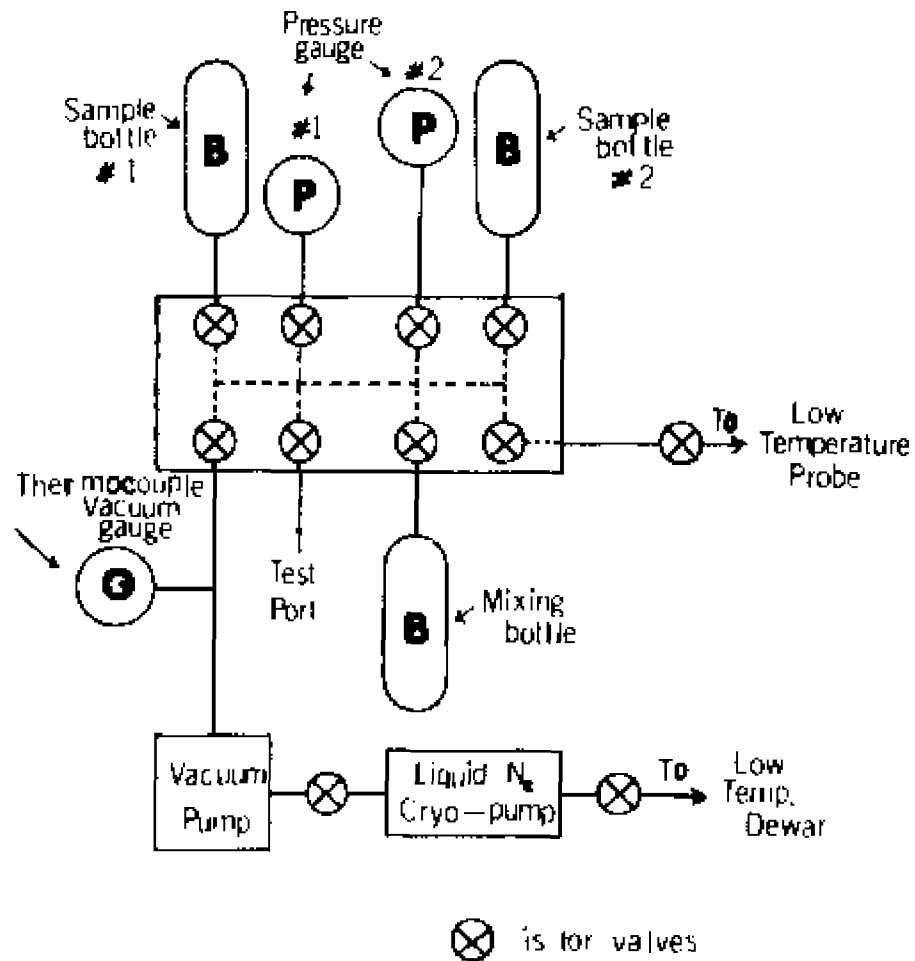 Pressure
gauge
#1
#2
Sample
bottle
#1
B
P
P
B
Sample
bottle
#2
To
Low
Temperature
Probe
Thermocouple
Vacuum
gauge
G
Test
Port
B
Mixing
bottle
Vacuum
Pump
Liquid N₂
Cryo-pump
To
Low
Temp.
Dewar
is for valves